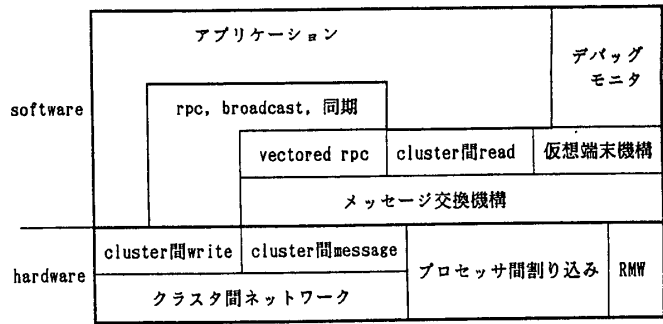 アプリケーション
デバッグ
モニタ
software
rpc, broadcast, 同期
vectored rpc
cluster間read
仮想端末機構
メッセージ交換機構
cluster間write
cluster間message
プロセッサ間割り込み
RMW
hardware
クラスタ間ネットワーク